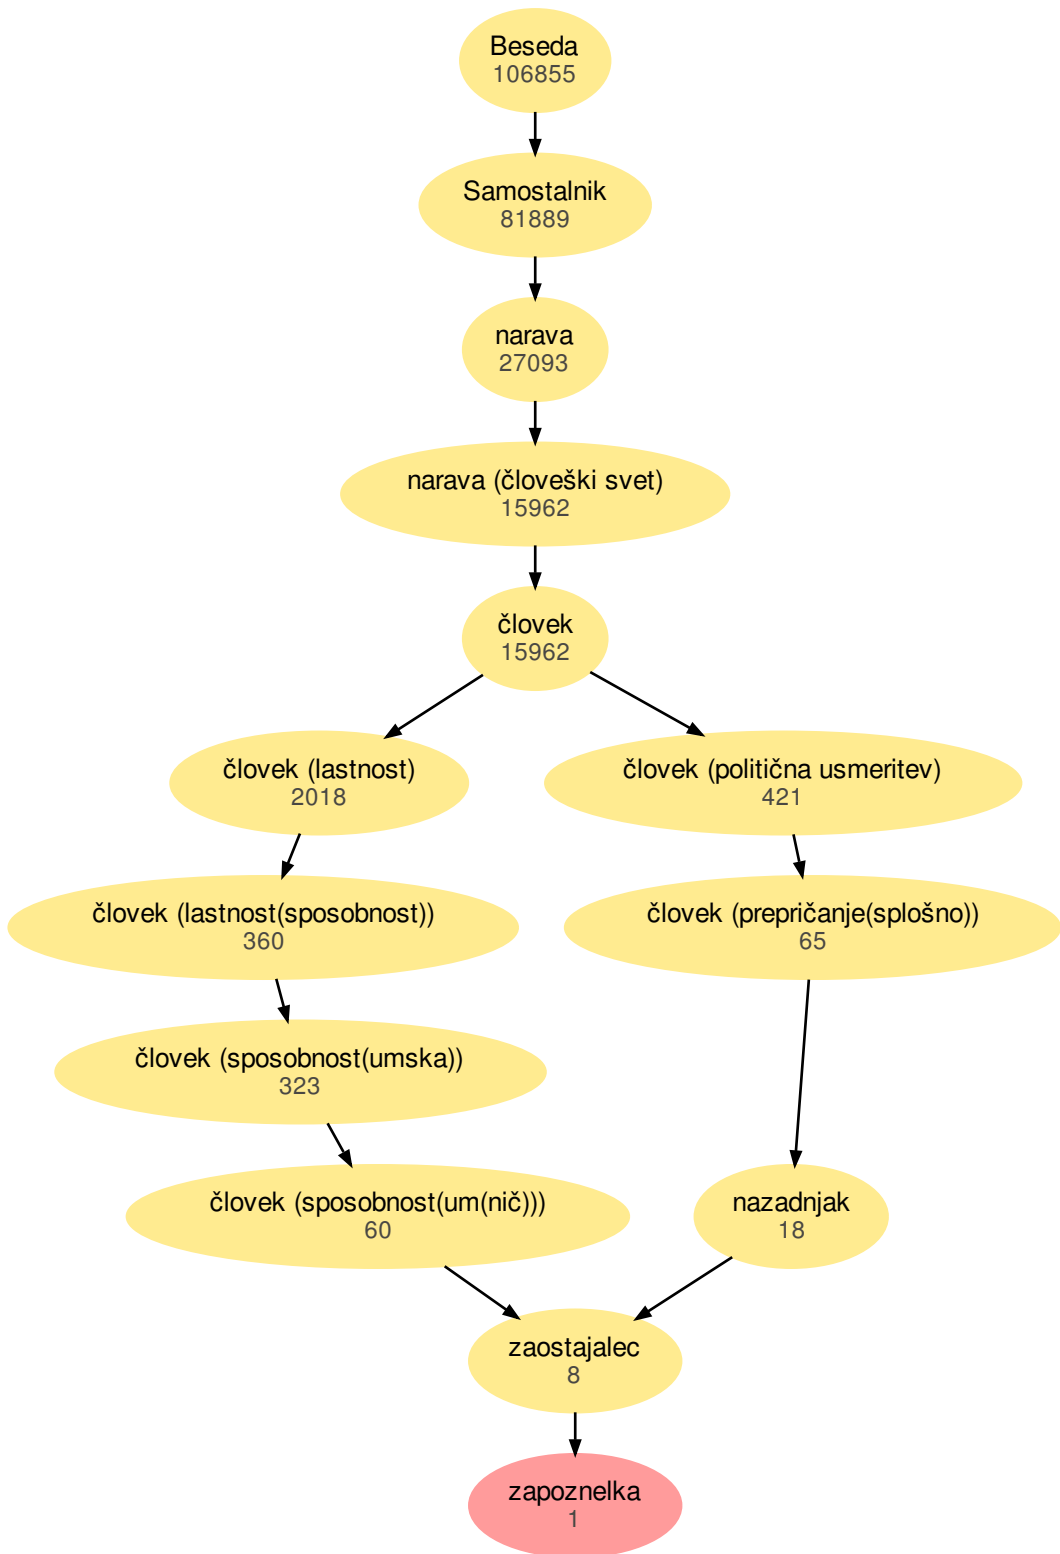 Beseda
106855
Samostalnik
81889
narava
27093
narava (človeški svet)
15962
človek
15962
človek (lastnost)
2018
človek (politična usmeritev)
421
človek (lastnost(sposobnost))
360
človek (prepričanje(splošno))
65
človek (sposobnost(umska))
323
človek (sposobnost(um(nič)))
60
nazadnjak
18
zaostajalec
8
zapoznelka
1